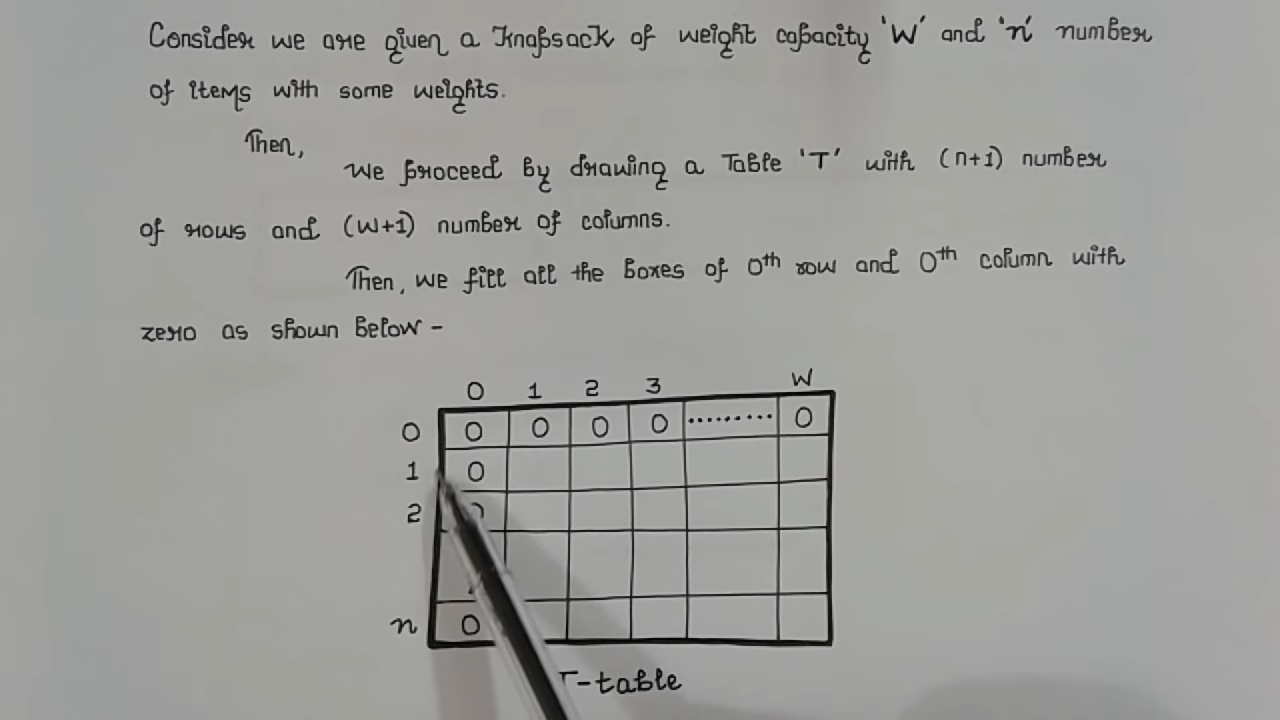 Consider we are given a Knapsack of weight capacity 'W' and 'n' number
of items with some weights.
Then,
We proceed by drawing a Table 'T' with (n+1) number
of rows and (w+1) number of columns.
Then, we fill all the boxes of 0th row and 0th column with
zero as shown below -
0 1 2 3 W
0 0 0 0 0 ......... 0
1 0
2
n 0
T-table